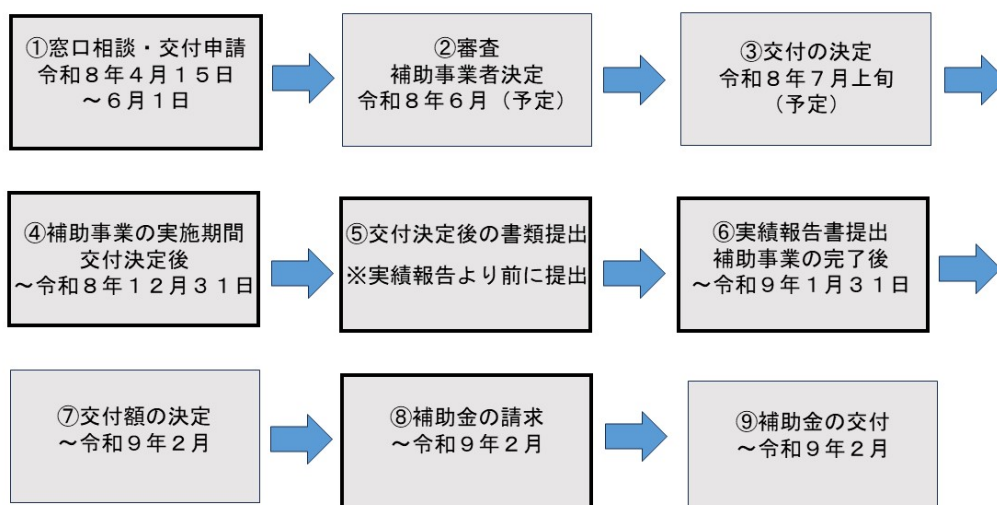 ①窓口相談・交付申請
令和８年４月１５日
～６月１日
②審査
補助事業者決定
令和８年６月（予定）
③交付の決定
令和８年７月上旬
（予定）
④補助事業の実施期間
交付決定後
～令和８年１２月３１日
⑤交付決定後の書類提出
※実績報告より前に提出
⑥実績報告書提出
補助事業の完了後
～令和９年１月３１日
⑦交付額の決定
～令和９年２月
⑧補助金の請求
～令和９年２月
⑨補助金の交付
～令和９年２月